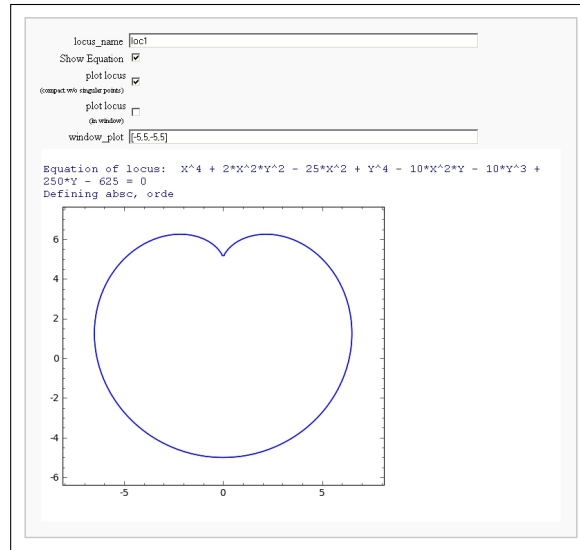 locus_name loc1
Show Equation
plot locus
(compact w/o singular points)
plot locus
(in window)
window_plot [-5,5,-5,5]
Equation of locus: X^4 + 2*X^2*Y^2 - 25*X^2 + Y^4 - 10*X^2*Y - 10*Y^3 +
250*Y - 625 = 0
Defining absc, orde
6
4
2
0
-2
-4
-6
-5 0 5